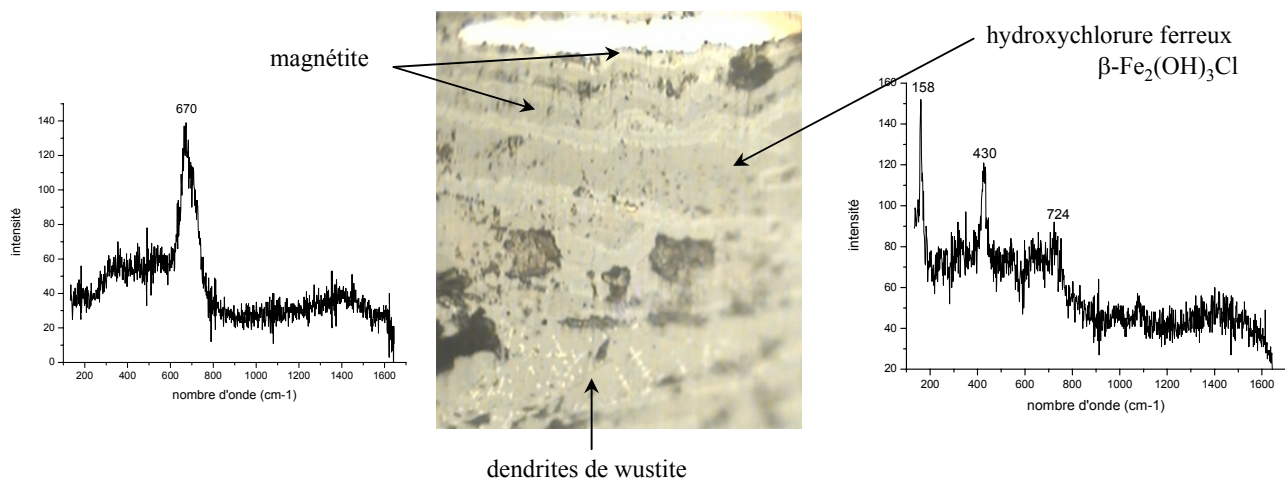 magnétite
hydroxychlorure ferreux
β-Fe₂(OH)₃Cl
670
intensité
140
120
100
80
60
40
20
0
200 400 600 800 1000 1200 1400 1600
nombre d'onde (cm-1)
158
430
724
intensité
160
140
120
100
80
60
40
20
200 400 600 800 1000 1200 1400 1600
nombre d'onde (cm-1)
dendrites de wustite